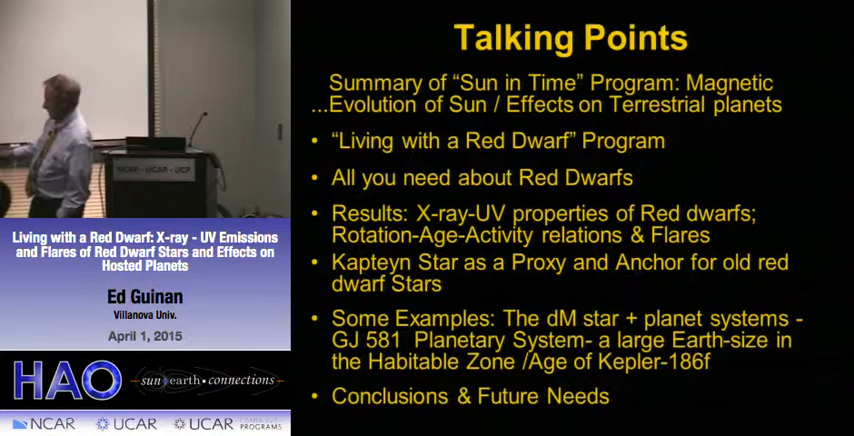 Talking Points
Summary of “Sun in Time” Program: Magnetic
...Evolution of Sun / Effects on Terrestrial planets
• “Living with a Red Dwarf” Program
• All you need about Red Dwarfs
• Results: X-ray-UV properties of Red dwarfs;
Rotation-Age-Activity relations & Flares
• Kapteyn Star as a Proxy and Anchor for old red
dwarf Stars
• Some Examples: The dM star + planet systems -
GJ 581 Planetary System- a large Earth-size in
the Habitable Zone /Age of Kepler-186f
• Conclusions & Future Needs
NCAR - UCAR - UCP
Living with a Red Dwarf: X-ray - UV Emissions
and Flares of Red Dwarf Stars and Effects on
Hosted Planets
Ed Guinan
Villanova Univ.
April 1, 2015
HAO
sun earth • connections
NCAR
UCAR
UCAR COMMUNITY
PROGRAMS